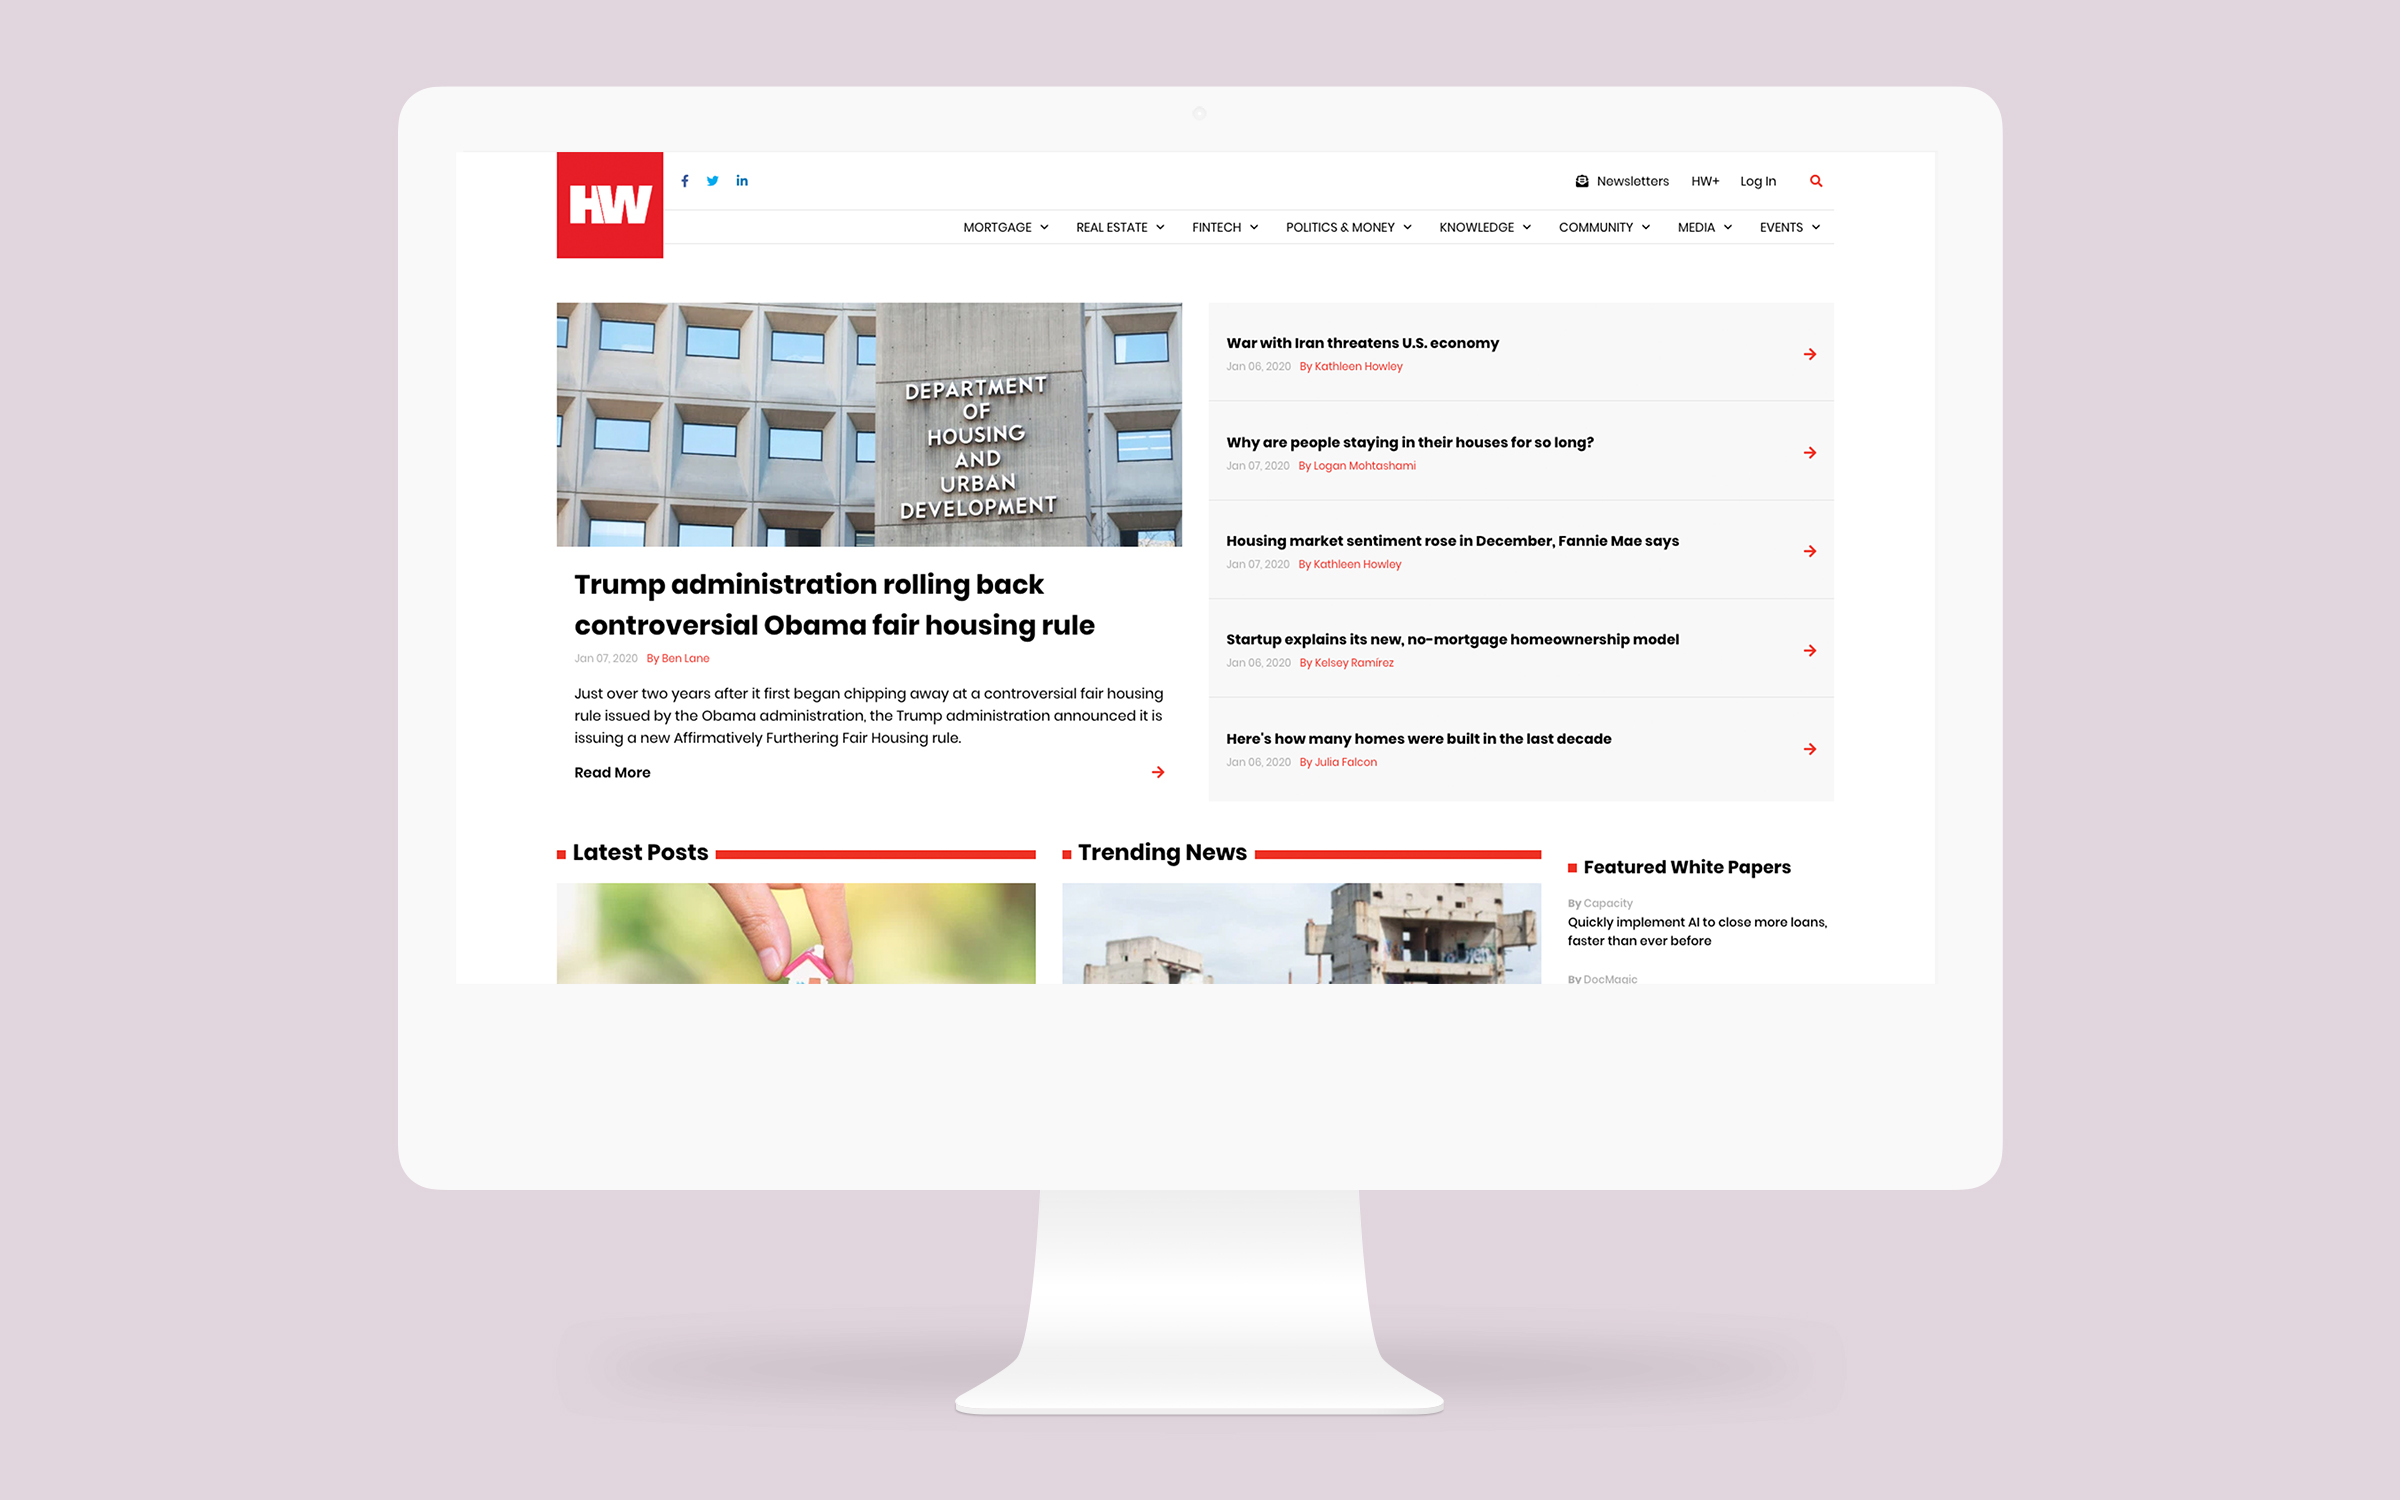 HW
Newsletters HW+ Log In
MORTGAGE REAL ESTATE FINTECH POLITICS & MONEY KNOWLEDGE COMMUNITY MEDIA EVENTS
DEPARTMENT
OF
HOUSING
AND
URBAN
DEVELOPMENT
Trump administration rolling back
controversial Obama fair housing rule
Jan 07, 2020 By Ben Lane
Just over two years after it first began chipping away at a controversial fair housing
rule issued by the Obama administration, the Trump administration announced it is
issuing a new Affirmatively Furthering Fair Housing rule.
Read More
War with Iran threatens U.S. economy
Jan 06, 2020 By Kathleen Howley
Why are people staying in their houses for so long?
Jan 07, 2020 By Logan Mohtashami
Housing market sentiment rose in December, Fannie Mae says
Jan 07, 2020 By Kathleen Howley
Startup explains its new, no-mortgage homeownership model
Jan 06, 2020 By Kelsey Ramírez
Here's how many homes were built in the last decade
Jan 06, 2020 By Julia Falcon
Latest Posts
Trending News
Featured White Papers
By Capacity
Quickly implement AI to close more loans,
faster than ever before
By DocMagic